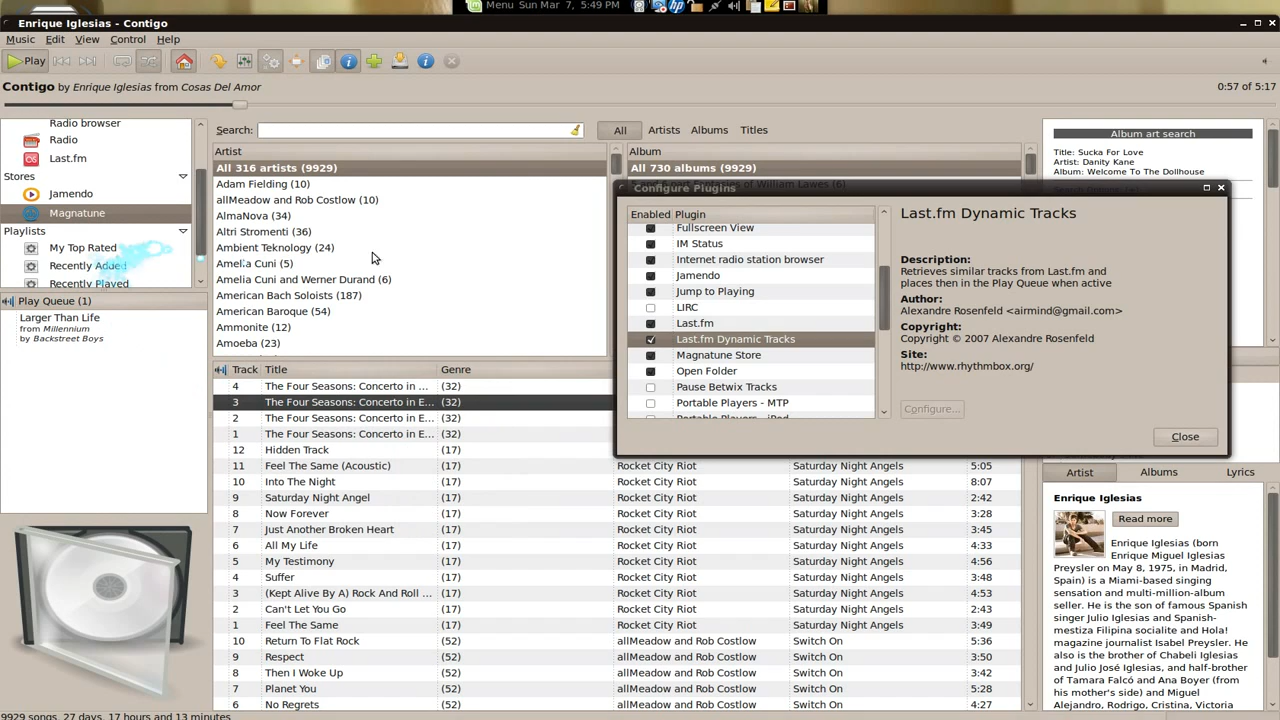 Menu Sun Mar 7, 5:49 PM
Enrique Iglesias - Contigo
Music Edit View Control Help
Play
Contigo by Enrique Iglesias from Cosas Del Amor
0:57 of 5:17
Radio browser
Radio
Last.fm
Stores
Jamendo
Magnatune
Playlists
My Top Rated
Recently Added
Recently Played
Play Queue (1)
Larger Than Life
from Millennium
by Backstreet Boys
Search:
All Artists Albums Titles
Artist
All 316 artists (9929)
Adam Fielding (10)
allMeadow and Rob Costlow (10)
AlmaNova (34)
Altri Stromenti (36)
Ambient Teknology (24)
Amelia Cuni (5)
Amelia Cuni and Werner Durand (6)
American Bach Soloists (187)
American Baroque (54)
Ammonite (12)
Amoeba (23)
Album
All 730 albums (9929)
Configure Plugins
Enabled Plugin
Fullscreen View
IM Status
Internet radio station browser
Jamendo
Jump to Playing
LIRC
Last.fm
Last.fm Dynamic Tracks
Magnatune Store
Open Folder
Pause Betwix Tracks
Portable Players - MTP
Portable Players - iPod
Last.fm Dynamic Tracks
Description:
Retrieves similar tracks from Last.fm and
places then in the Play Queue when active
Author:
Alexandre Rosenfeld <airmind@gmail.com>
Copyright:
Copyright © 2007 Alexandre Rosenfeld
Site:
http://www.rhythmbox.org/
Configure...
Close
Track Title Genre
4 The Four Seasons: Concerto in ... (32)
3 The Four Seasons: Concerto in E... (32)
2 The Four Seasons: Concerto in E... (32)
1 The Four Seasons: Concerto in E... (32)
12 Hidden Track (17)
11 Feel The Same (Acoustic) (17) Rocket City Riot Saturday Night Angels 5:05
10 Into The Night (17) Rocket City Riot Saturday Night Angels 8:07
9 Saturday Night Angel (17) Rocket City Riot Saturday Night Angels 2:42
8 Now Forever (17) Rocket City Riot Saturday Night Angels 3:28
7 Just Another Broken Heart (17) Rocket City Riot Saturday Night Angels 3:45
6 All My Life (17) Rocket City Riot Saturday Night Angels 4:33
5 My Testimony (17) Rocket City Riot Saturday Night Angels 4:56
4 Suffer (17) Rocket City Riot Saturday Night Angels 3:48
3 (Kept Alive By A) Rock And Roll ... (17) Rocket City Riot Saturday Night Angels 4:53
2 Can't Let You Go (17) Rocket City Riot Saturday Night Angels 2:43
1 Feel The Same (17) Rocket City Riot Saturday Night Angels 3:49
10 Return To Flat Rock (52) allMeadow and Rob Costlow Switch On 5:36
9 Respect (52) allMeadow and Rob Costlow Switch On 3:50
8 Then I Woke Up (52) allMeadow and Rob Costlow Switch On 3:42
7 Planet You (52) allMeadow and Rob Costlow Switch On 5:28
6 No Regrets (52) allMeadow and Rob Costlow Switch On 4:27
Album art search
Title: Sucka For Love
Artist: Danity Kane
Album: Welcome To The Dollhouse
Artist Albums Lyrics
Enrique Iglesias
Read more
Enrique Iglesias (born
Enrique Miguel Iglesias
Preysler on May 8, 1975, in Madrid,
Spain) is a Miami-based singing
sensation and multi-million-album
seller. He is the son of famous Spanish
singer Julio Iglesias and Spanish-
mestiza Filipina socialite and Hola!
magazine journalist Isabel Preysler. He
also is the brother of Chabeli Iglesias
and Julio José Iglesias, and half-brother
of Tamara Falcó and Ana Boyer (from
his mother's side) and Miguel
Alejandro, Rodrigo, Cristina, Victoria
9929 songs, 27 days, 17 hours and 13 minutes